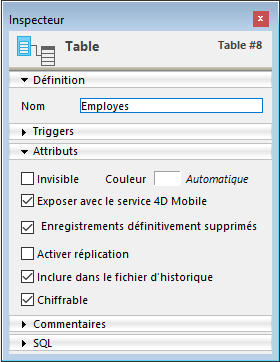 Inspecteur
Table
Table #8
Définition
Nom
Employes
Triggers
Attributs
Invisible
Couleur
Automatique
Exposer avec le service 4D Mobile
Enregistrements définitivement supprimés
Activer réplication
Inclure dans le fichier d'historique
Chiffrable
Commentaires
SQL